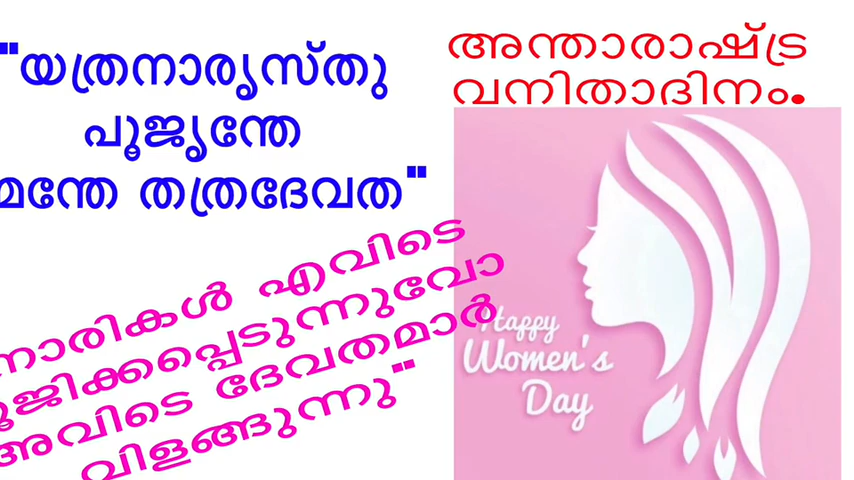 "യത്രനാര്യസ്തു
പൂജ്യന്തേ
മന്തേ തത്രദേവത"
അന്താരാഷ്ട്ര
വനിതാദിനം.
നാരികൾ എവിടെ
പൂജിക്കപ്പെടുന്നുവോ
അവിടെ ദേവതമാർ
വിളങ്ങുന്നു"
Happy
Women's
Day